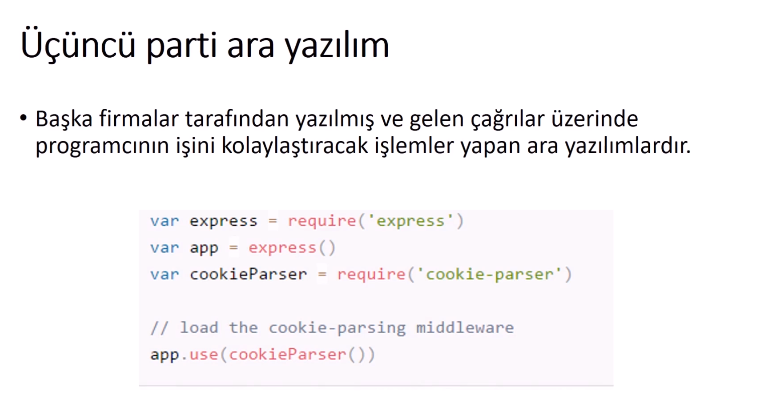 Üçüncü parti ara yazılım
• Başka firmalar tarafından yazılmış ve gelen çağrılar üzerinde
programcının işini kolaylaştıracak işlemler yapan ara yazılımlardır.
var express = require('express')
var app = express()
var cookieParser = require('cookie-parser')
// load the cookie-parsing middleware
app.use(cookieParser())